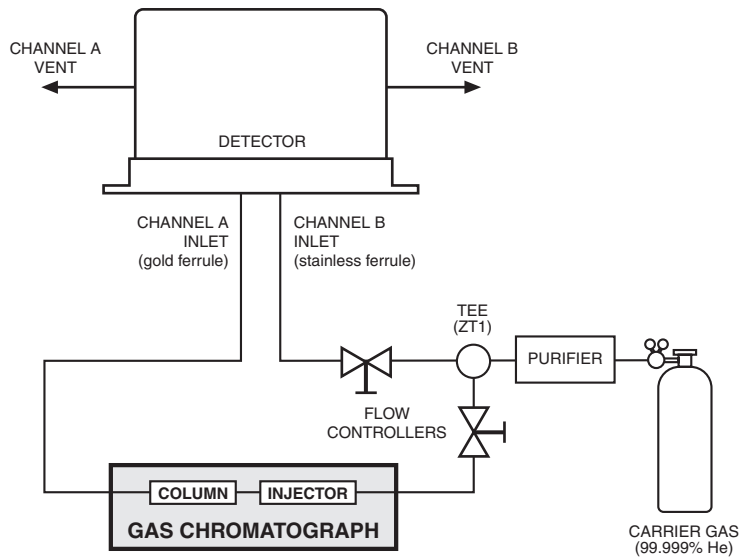 CHANNEL A
VENT
CHANNEL B
VENT
DETECTOR
CHANNEL A
INLET
(gold ferrule)
CHANNEL B
INLET
(stainless ferrule)
TEE
(ZT1)
PURIFIER
FLOW
CONTROLLERS
COLUMN
INJECTOR
GAS CHROMATOGRAPH
CARRIER GAS
(99.999% He)